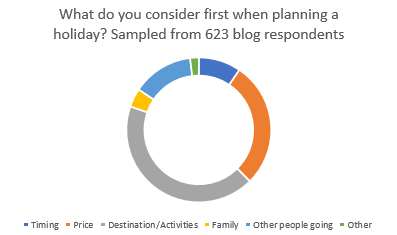 What do you consider first when planning a
holiday? Sampled from 623 blog respondents
Timing Price Destination/Activities Family Other people going Other